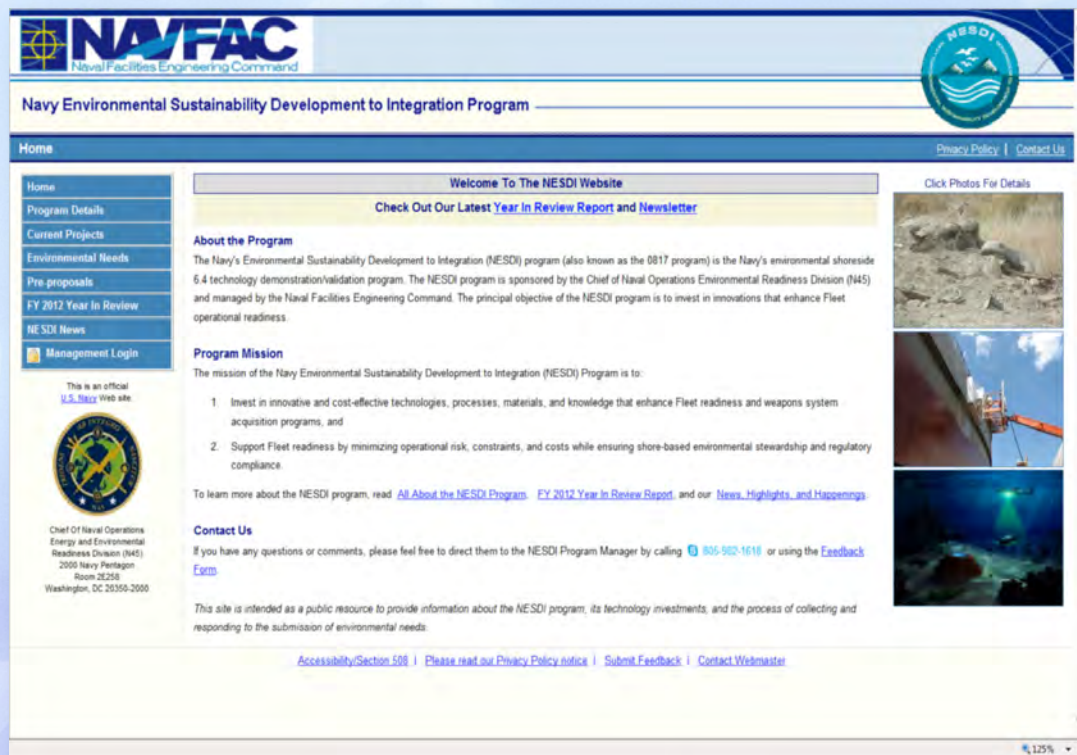 NAVFAC
Naval Facilities Engineering Command
NESDI
Navy Environmental Sustainability Development to Integration Program
Home
Privacy Policy | Contact Us
Home
Program Details
Current Projects
Environmental Needs
Pre-proposals
FY 2012 Year In Review
NESDI News
Management Login
This is an official
U.S. Navy Web site.
Chief Of Naval Operations
Energy and Environmental
Readiness Division (N45)
2000 Navy Pentagon
Room 2E258
Washington, DC 20350-2000
Welcome To The NESDI Website
Check Out Our Latest Year In Review Report and Newsletter
About the Program
The Navy's Environmental Sustainability Development to Integration (NESDI) program (also known as the 0817 program) is the Navy's environmental shoreside
6.4 technology demonstration/validation program. The NESDI program is sponsored by the Chief of Naval Operations Environmental Readiness Division (N45)
and managed by the Naval Facilities Engineering Command. The principal objective of the NESDI program is to invest in innovations that enhance Fleet
operational readiness.
Program Mission
The mission of the Navy Environmental Sustainability Development to Integration (NESDI) Program is to:
1. Invest in innovative and cost-effective technologies, processes, materials, and knowledge that enhance Fleet readiness and weapons system
acquisition programs, and
2. Support Fleet readiness by minimizing operational risk, constraints, and costs while ensuring shore-based environmental stewardship and regulatory
compliance.
To learn more about the NESDI program, read All About the NESDI Program, FY 2012 Year In Review Report, and our News, Highlights, and Happenings.
Contact Us
If you have any questions or comments, please feel free to direct them to the NESDI Program Manager by calling 805-982-1618 or using the Feedback
Form.
This site is intended as a public resource to provide information about the NESDI program, its technology investments, and the process of collecting and
responding to the submission of environmental needs.
Click Photos For Details
Accessibility/Section 508 | Please read our Privacy Policy notice | Submit Feedback | Contact Webmaster
125%